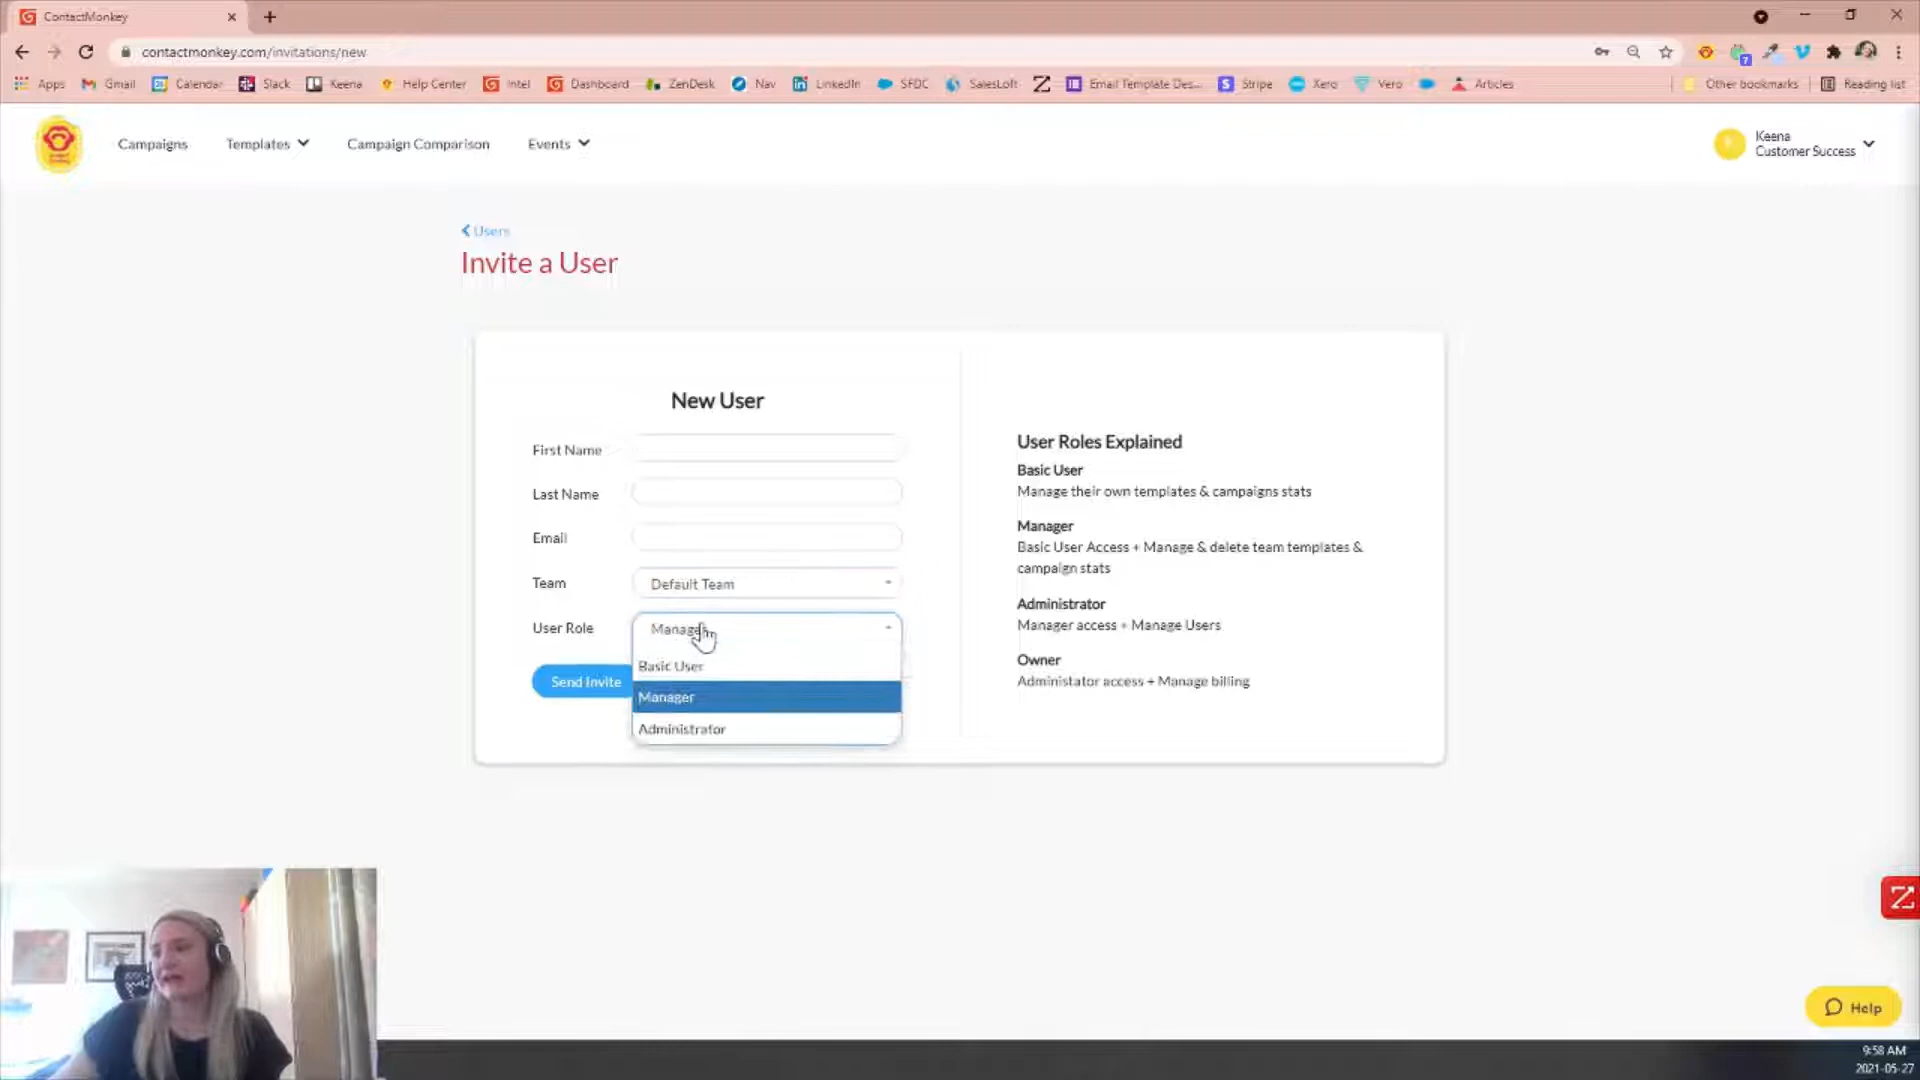 ContactMonkey
contactmonkey.com/invitations/new
Apps Gmail Calendar Slack Keena Help Center Intel Dashboard ZenDesk Nav LinkedIn SFDC SalesLoft Email Template Des... Stripe Xero Vero Articles Other bookmarks Reading list
7
Campaigns Templates Campaign Comparison Events
Keena
Customer Success
Users
Invite a User
New User
First Name
Last Name
Email
Team Default Team
User Role Manager
Basic User
Manager
Administrator
Send Invite
User Roles Explained
Basic User
Manage their own templates & campaigns stats
Manager
Basic User Access + Manage & delete team templates &
campaign stats
Administrator
Manager access + Manage Users
Owner
Administator access + Manage billing
Help
9:58 AM
2021-05-27